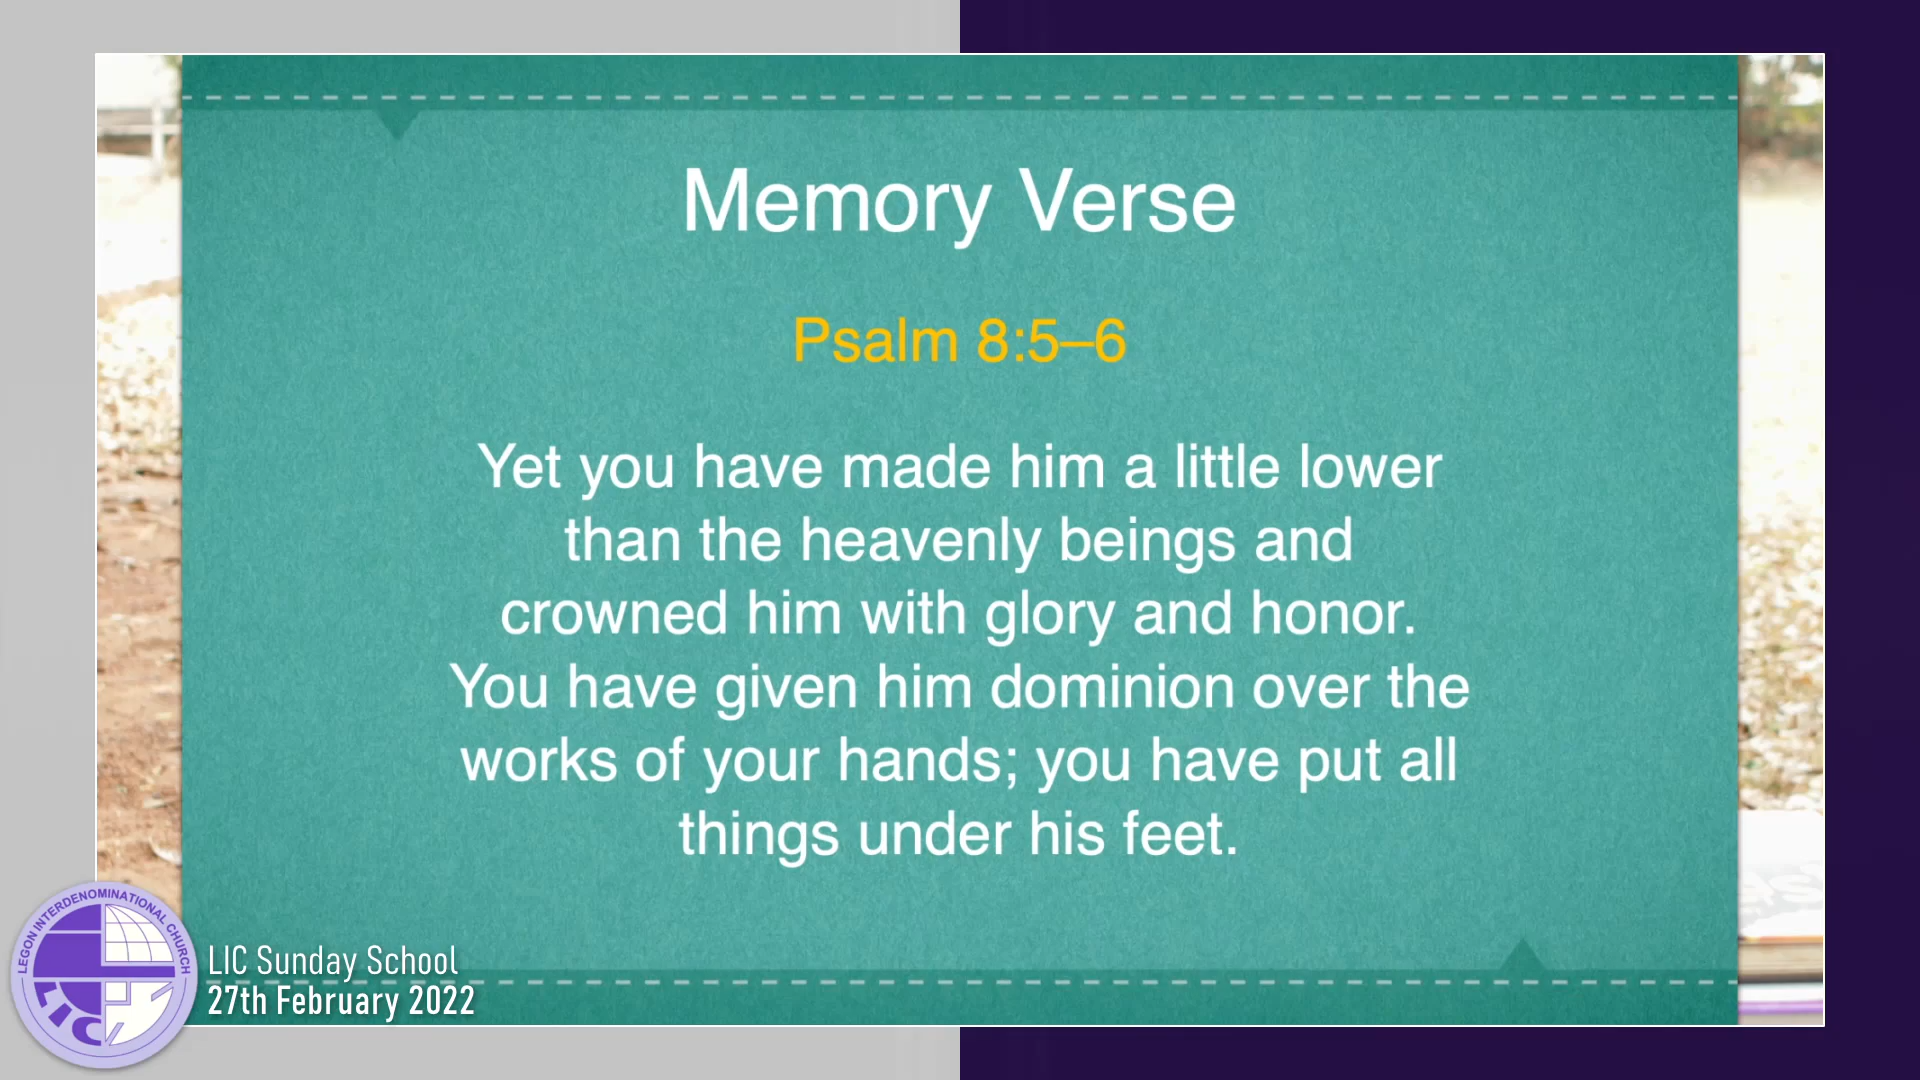 Memory Verse
Psalm 8:5–6
Yet you have made him a little lower
than the heavenly beings and
crowned him with glory and honor.
You have given him dominion over the
works of your hands; you have put all
things under his feet.
LEGON INTERDENOMINATIONAL CHURCH
LIC
LIC Sunday School
27th February 2022